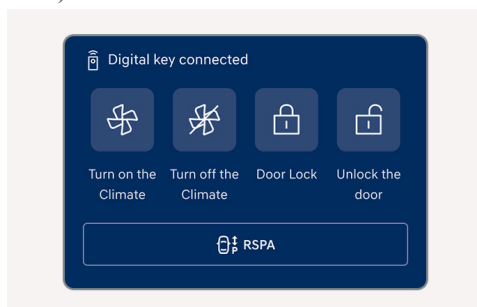 Digital key connected
Turn on the
Climate
Turn off the
Climate
Door Lock
Unlock the
door
P RSPA